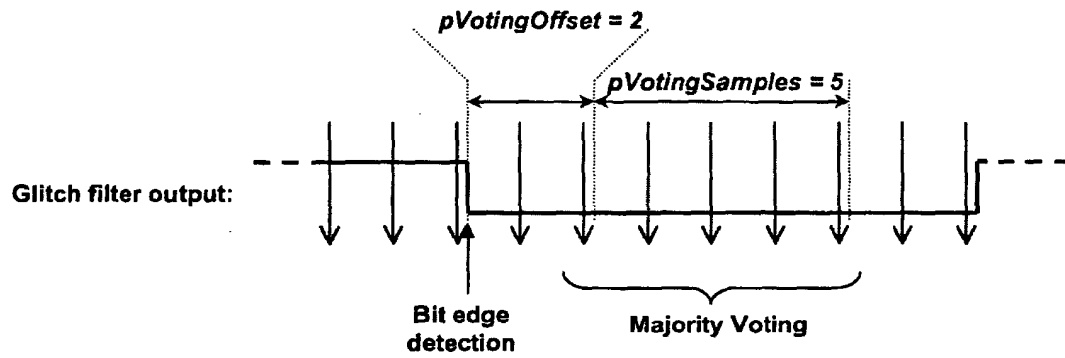 pVotingOffset = 2
pVotingSamples = 5
Glitch filter output:
Bit edge
detection
Majority Voting